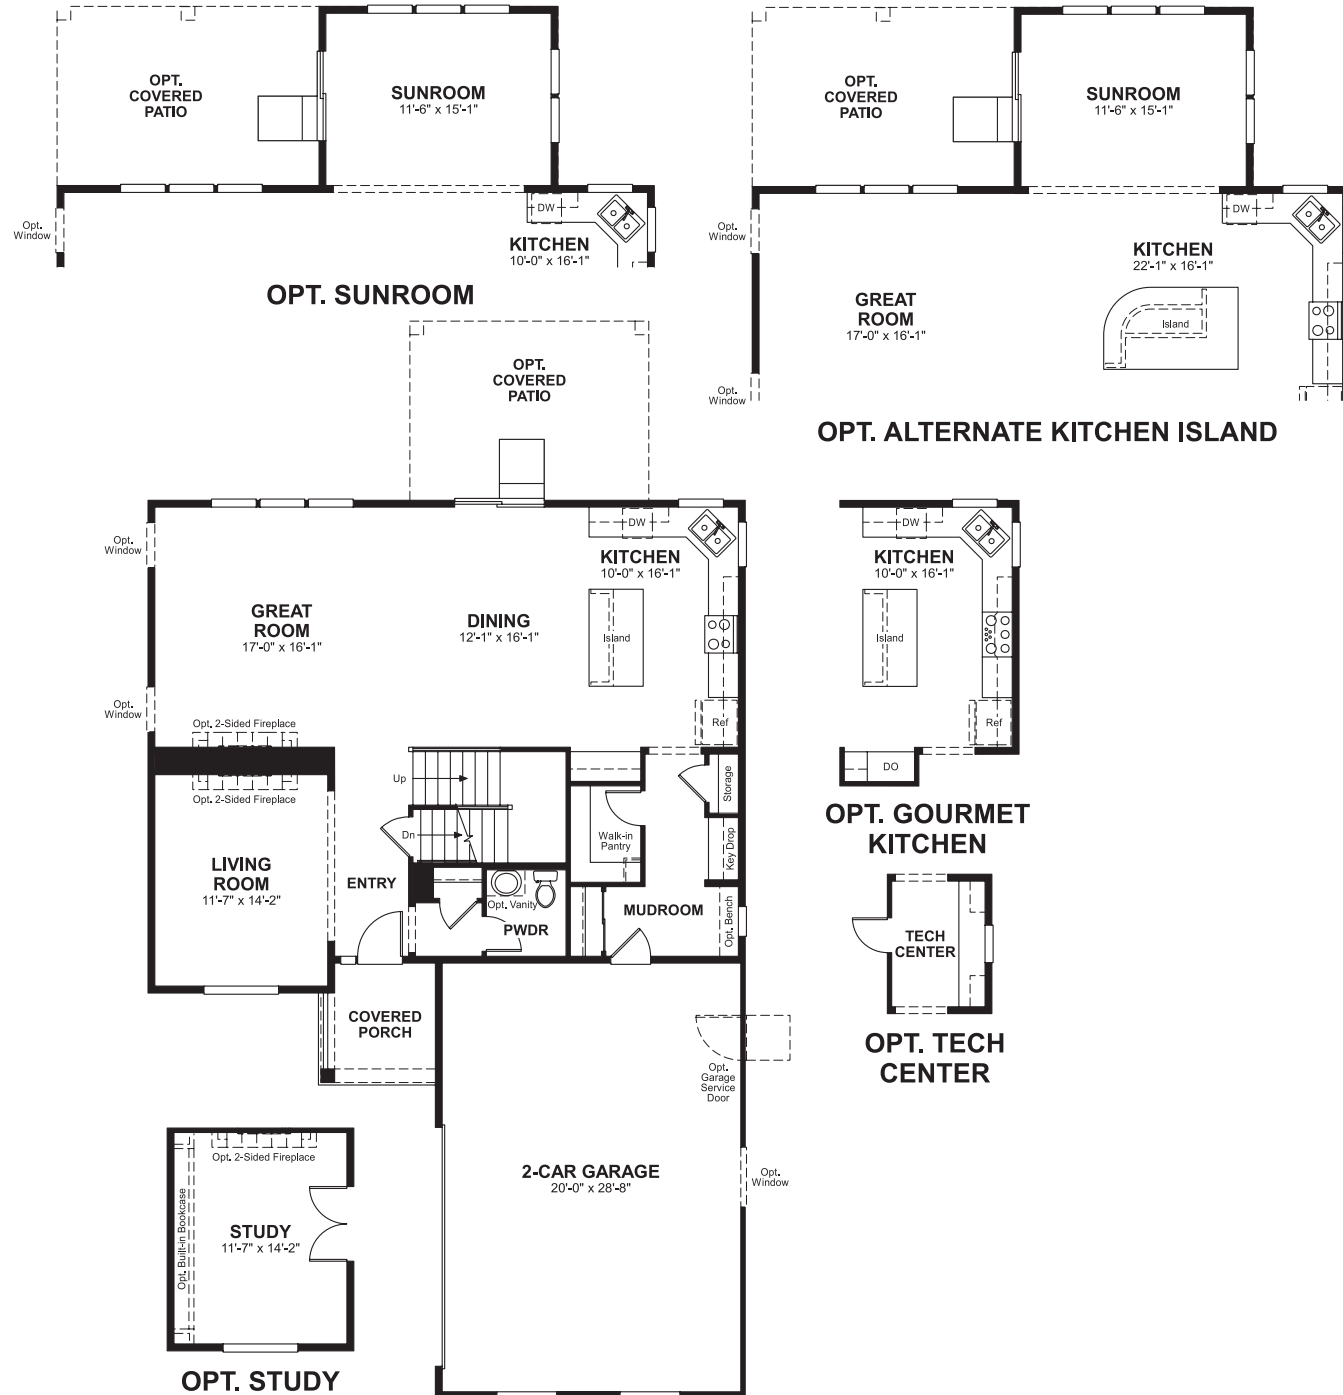 OPT.
COVERED
PATIO
SUNROOM
11'-6" x 15'-1"
Opt.
Window
DW
KITCHEN
10'-0" x 16'-1"
OPT. SUNROOM
OPT.
COVERED
PATIO
SUNROOM
11'-6" x 15'-1"
Opt.
Window
DW
KITCHEN
22'-1" x 16'-1"
GREAT
ROOM
17'-0" x 16'-1"
Island
Opt.
Window
OPT. ALTERNATE KITCHEN ISLAND
OPT.
COVERED
PATIO
Opt.
Window
DW
KITCHEN
10'-0" x 16'-1"
GREAT
ROOM
17'-0" x 16'-1"
DINING
12'-1" x 16'-1"
Island
Opt.
Window
Ref
Opt. 2-Sided Fireplace
Opt. 2-Sided Fireplace
Up
Dn
Storage
Walk-in
Pantry
Key Drop
LIVING
ROOM
11'-7" x 14'-2"
ENTRY
Opt. Vanity
PWDR
MUDROOM
Opt. Bench
COVERED
PORCH
Opt.
Garage
Service
Door
2-CAR GARAGE
20'-0" x 28'-8"
Opt.
Window
DW
KITCHEN
10'-0" x 16'-1"
Island
Ref
DO
OPT. GOURMET
KITCHEN
TECH
CENTER
OPT. TECH
CENTER
Opt. 2-Sided Fireplace
Opt. Built-in Bookcase
STUDY
11'-7" x 14'-2"
OPT. STUDY